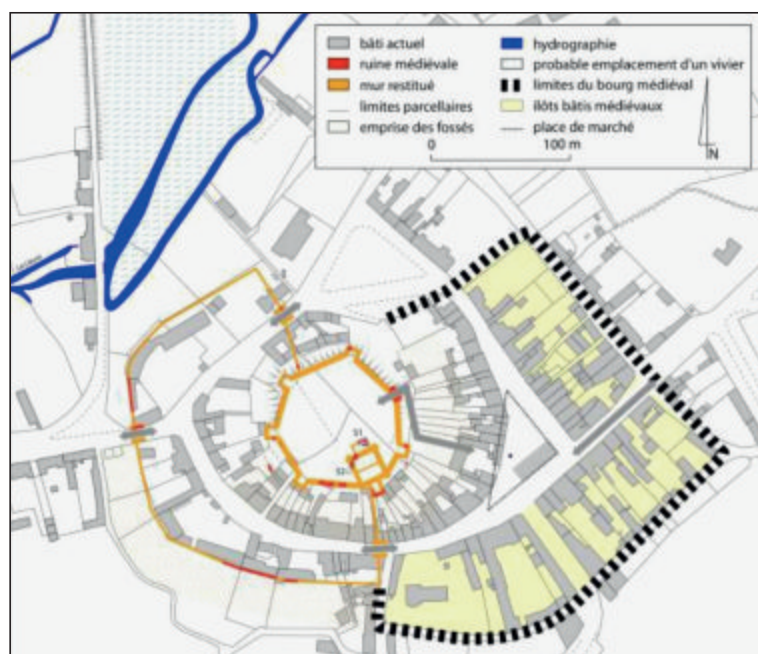 bâti actuel
ruine médiévale
mur restitué
limites parcellaires
emprise des fossés
hydrographie
probable emplacement d'un vivier
limites du bourg médiéval
ilôts bâtis médiévaux
place de marché
0 100 m
N
S1
S2